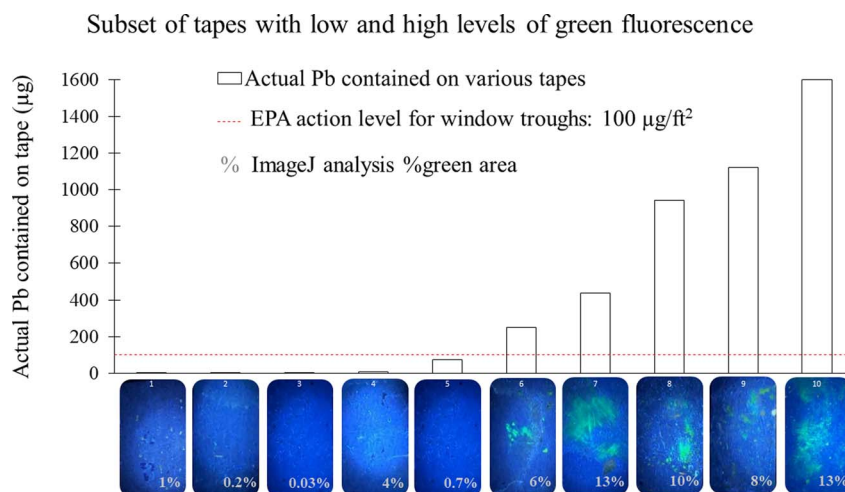 Subset of tapes with low and high levels of green fluorescence
Actual Pb contained on tape (µg)
1600
1400
1200
1000
800
600
400
200
0
Actual Pb contained on various tapes
EPA action level for window troughs: 100 µg/ft²
% ImageJ analysis %green area
1 2 3 4 5 6 7 8 9 10
1% 0.2% 0.03% 4% 0.7% 6% 13% 10% 8% 13%